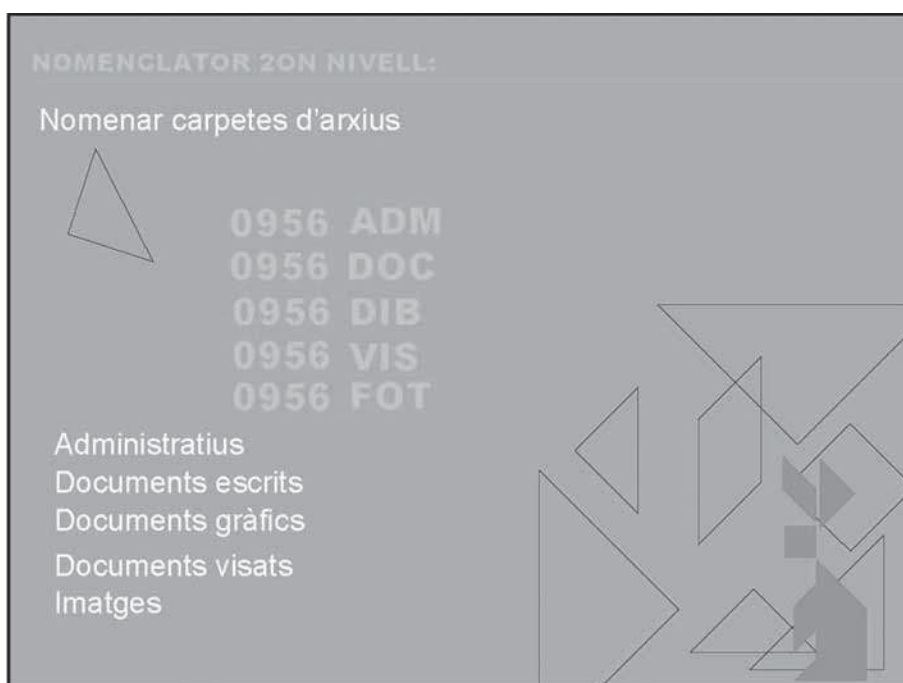 NOMENCLATOR 2ON NIVELL:
Nomenar carpetes d'arxius
0956 ADM
0956 DOC
0956 DIB
0956 VIS
0956 FOT
Administratius
Documents escrits
Documents gràfics
Documents visats
Imatges